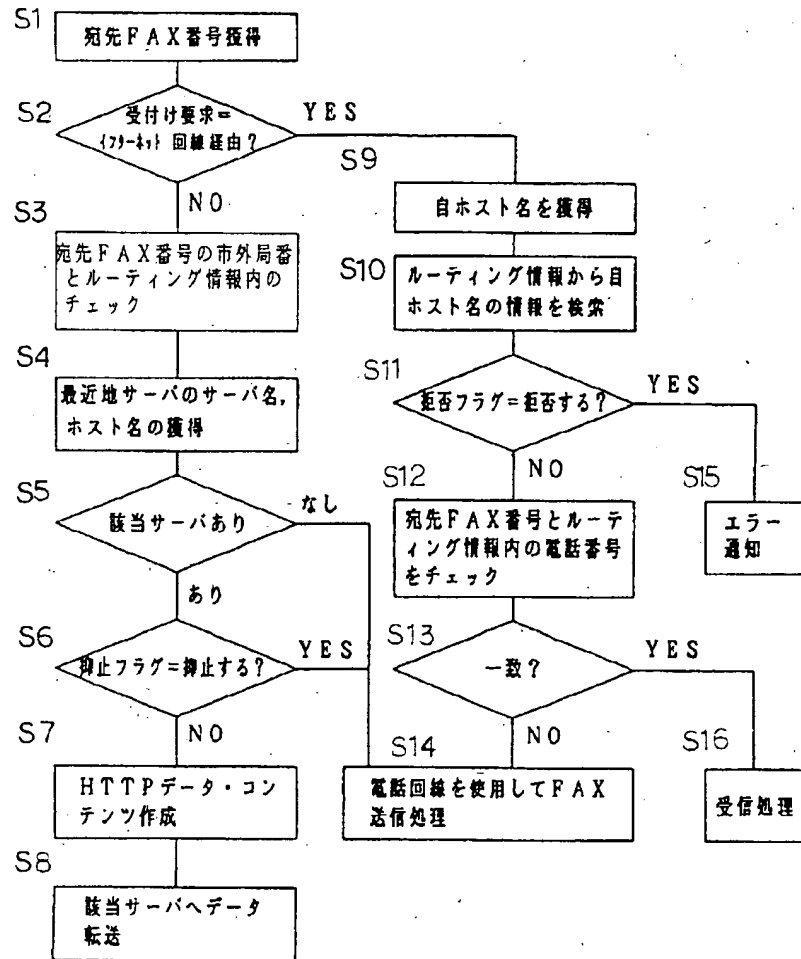 S1
宛先FAX番号獲得
S2
受付け要求=
インターネット 回線経由?
YES
NO
S3
宛先FAX番号の市外局番
とルーティング情報内の
チェック
S4
最近地サーバのサーバ名,
ホスト名の獲得
S5
該当サーバあり
なし
あり
S6
抑止フラグ=抑止する?
YES
NO
S7
HTTPデータ・コン
テンツ作成
S8
該当サーバへデータ
転送
S9
自ホスト名を獲得
S10
ルーティング情報から自
ホスト名の情報を検索
S11
拒否フラグ=拒否する?
YES
NO
S12
宛先FAX番号とルーテ
ィング情報内の電話番号
をチェック
S13
一致?
YES
NO
S14
電話回線を使用してFAX
送信処理
S15
エラー
通知
S16
受信処理